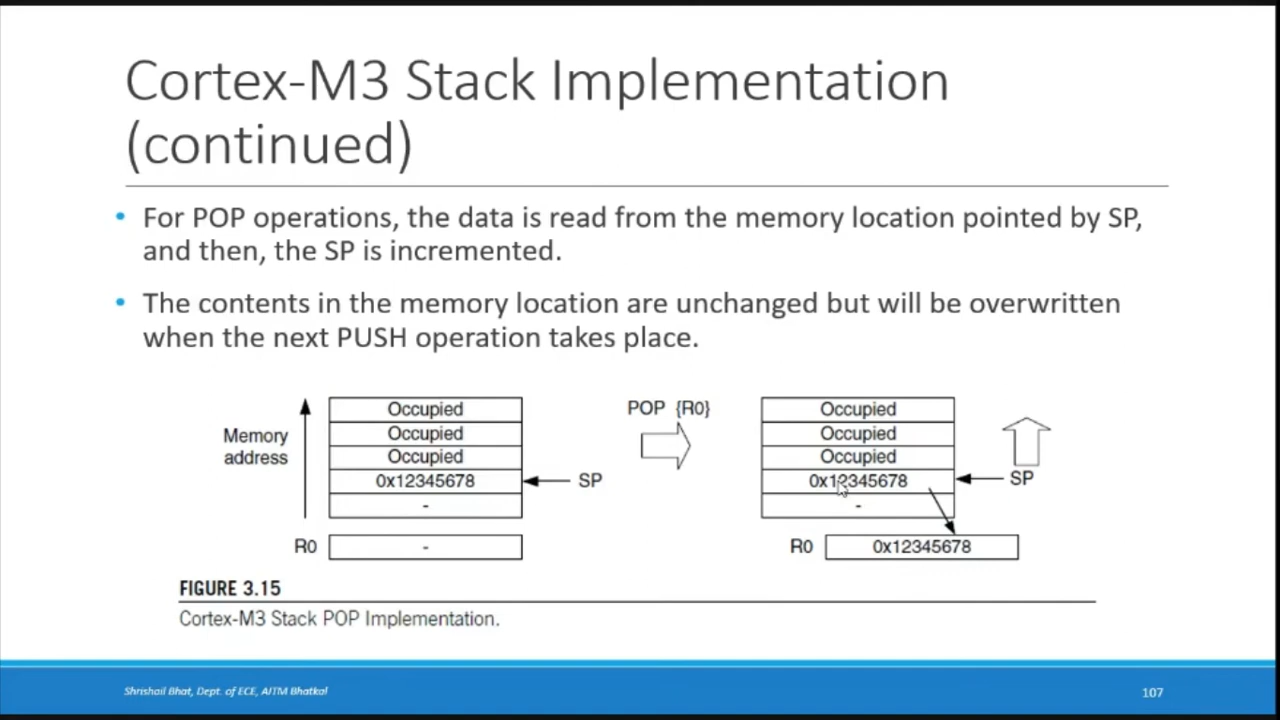 Cortex-M3 Stack Implementation
(continued)
• For POP operations, the data is read from the memory location pointed by SP,
and then, the SP is incremented.
• The contents in the memory location are unchanged but will be overwritten
when the next PUSH operation takes place.
Memory
address
Occupied
Occupied
Occupied
0x12345678
-
SP
R0
-
POP {R0}
Occupied
Occupied
Occupied
0x12345678
-
SP
R0
0x12345678
FIGURE 3.15
Cortex-M3 Stack POP Implementation.
Shrishail Bhat, Dept. of ECE, AITM Bhatkal
107